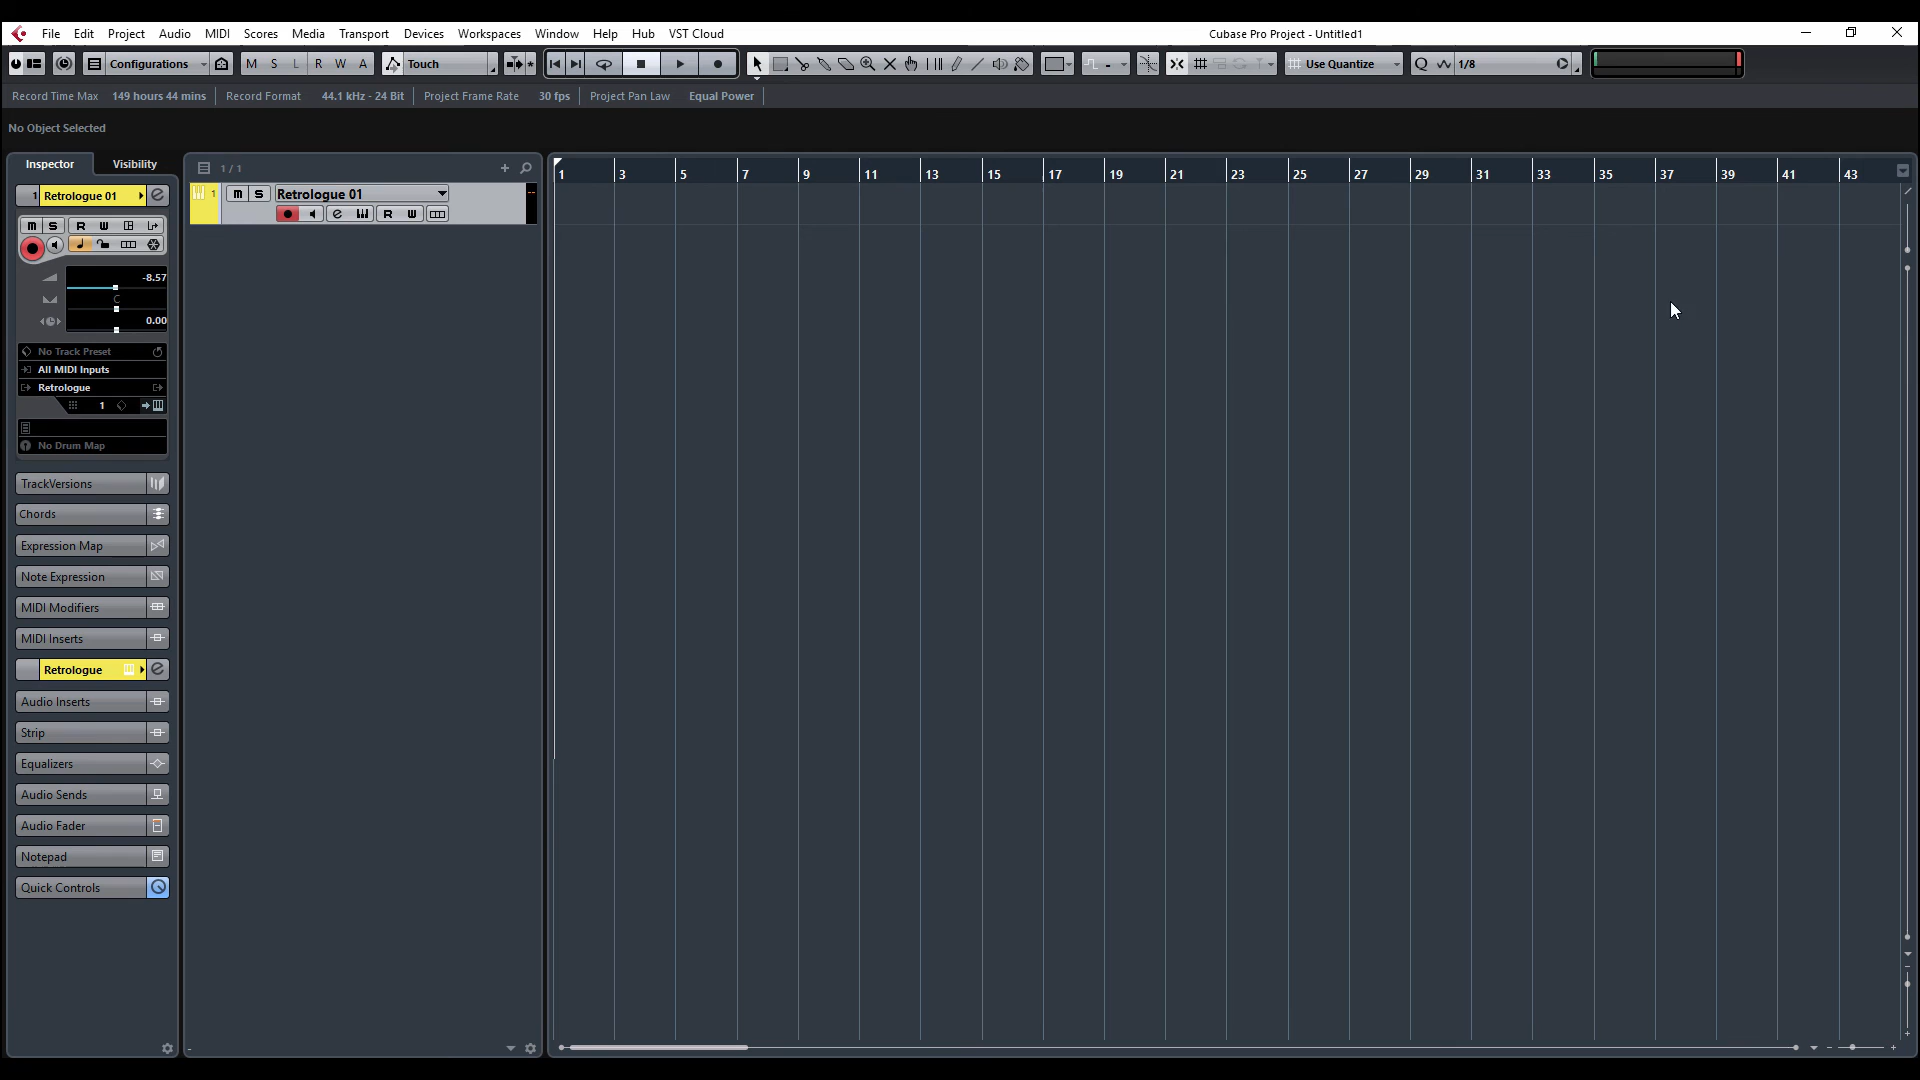 File Edit Project Audio MIDI Scores Media Transport Devices Workspaces Window Help Hub VST Cloud Cubase Pro Project - Untitled1
Configurations M S L R W A Touch Use Quantize Q 1/8
Record Time Max 149 hours 44 mins Record Format 44.1 kHz - 24 Bit Project Frame Rate 30 fps Project Pan Law Equal Power
No Object Selected
Inspector Visibility 1 / 1
1 3 5 7 9 11 13 15 17 19 21 23 25 27 29 31 33 35 37 39 41 43
1 Retrologue 01 e
1 m S Retrologue 01
e R W
m S R W
-8.57
C
0.00
No Track Preset
All MIDI Inputs
Retrologue
1
No Drum Map
TrackVersions
Chords
Expression Map
Note Expression
MIDI Modifiers
MIDI Inserts
Retrologue e
Audio Inserts
Strip
Equalizers
Audio Sends
Audio Fader
Notepad
Quick Controls